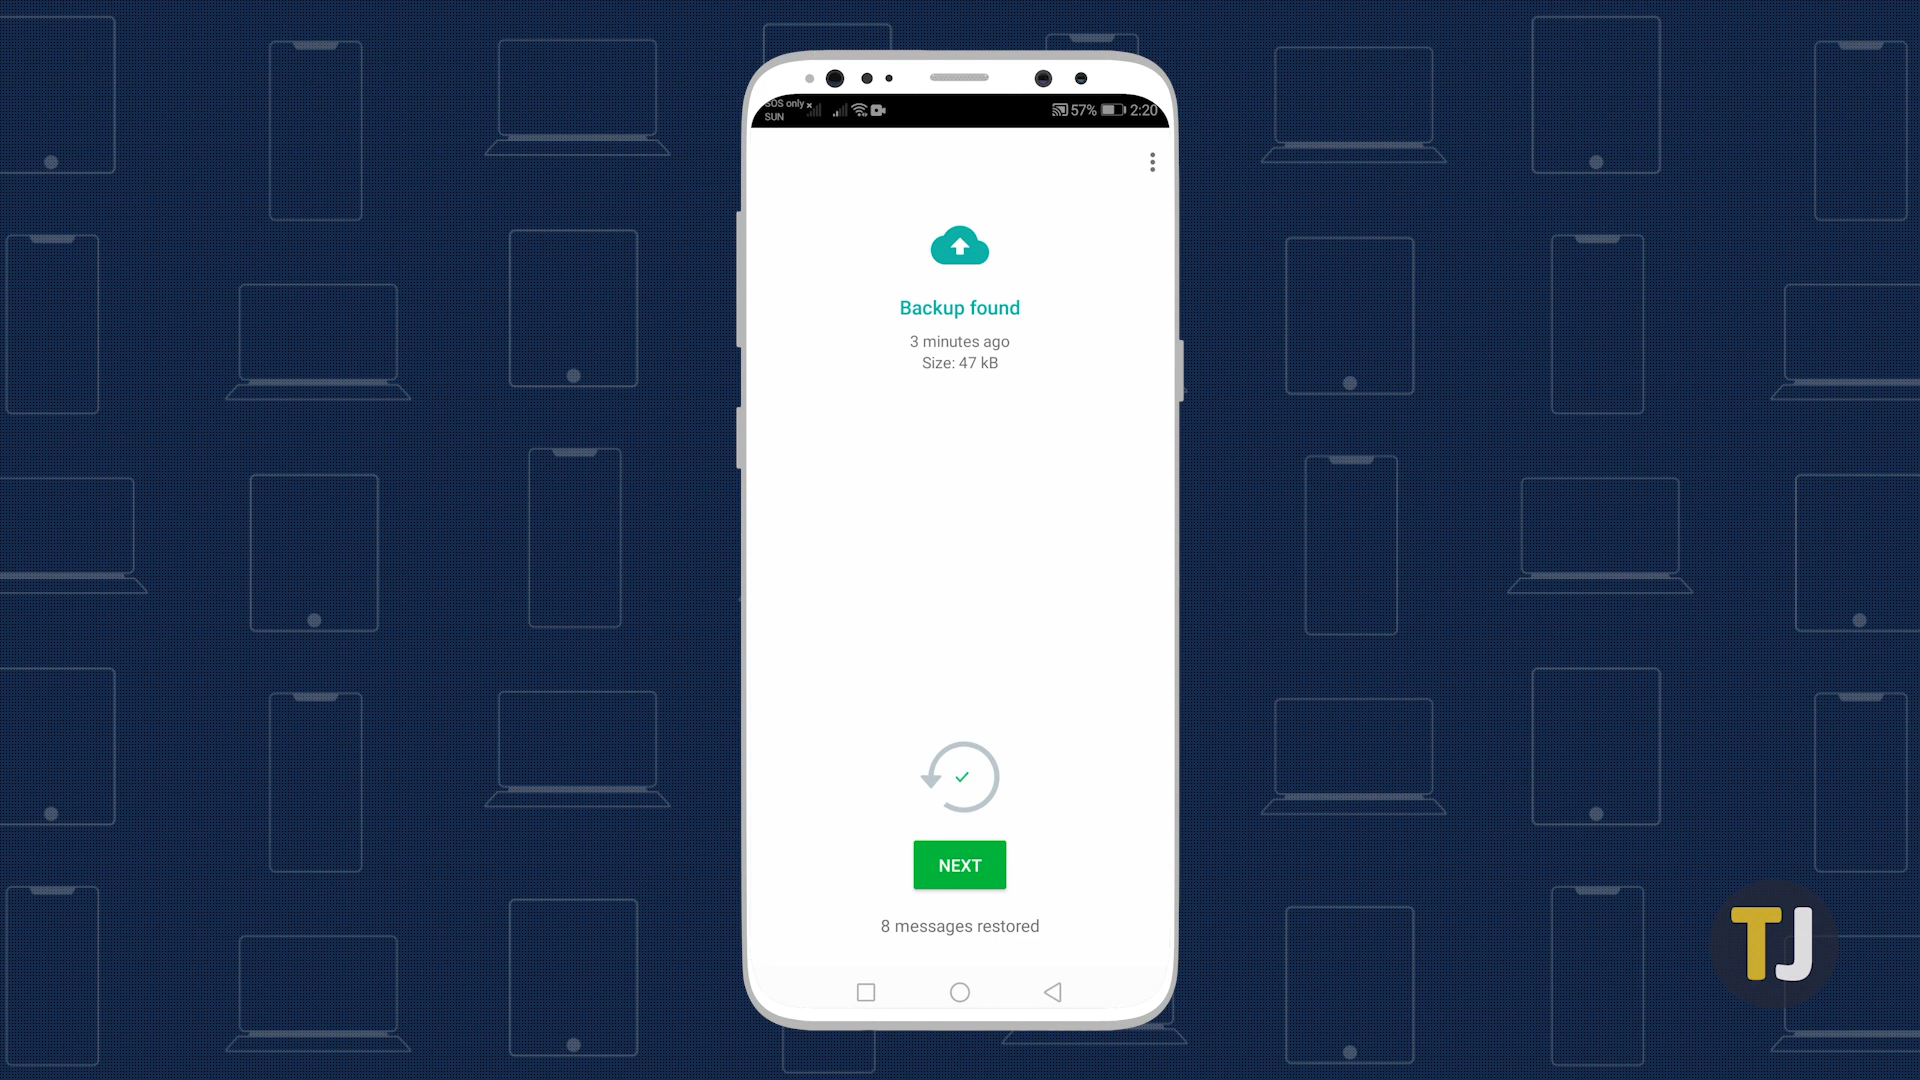 SOS only
SUN
57% 2:20
Backup found
3 minutes ago
Size: 47 kB
NEXT
8 messages restored
TJ